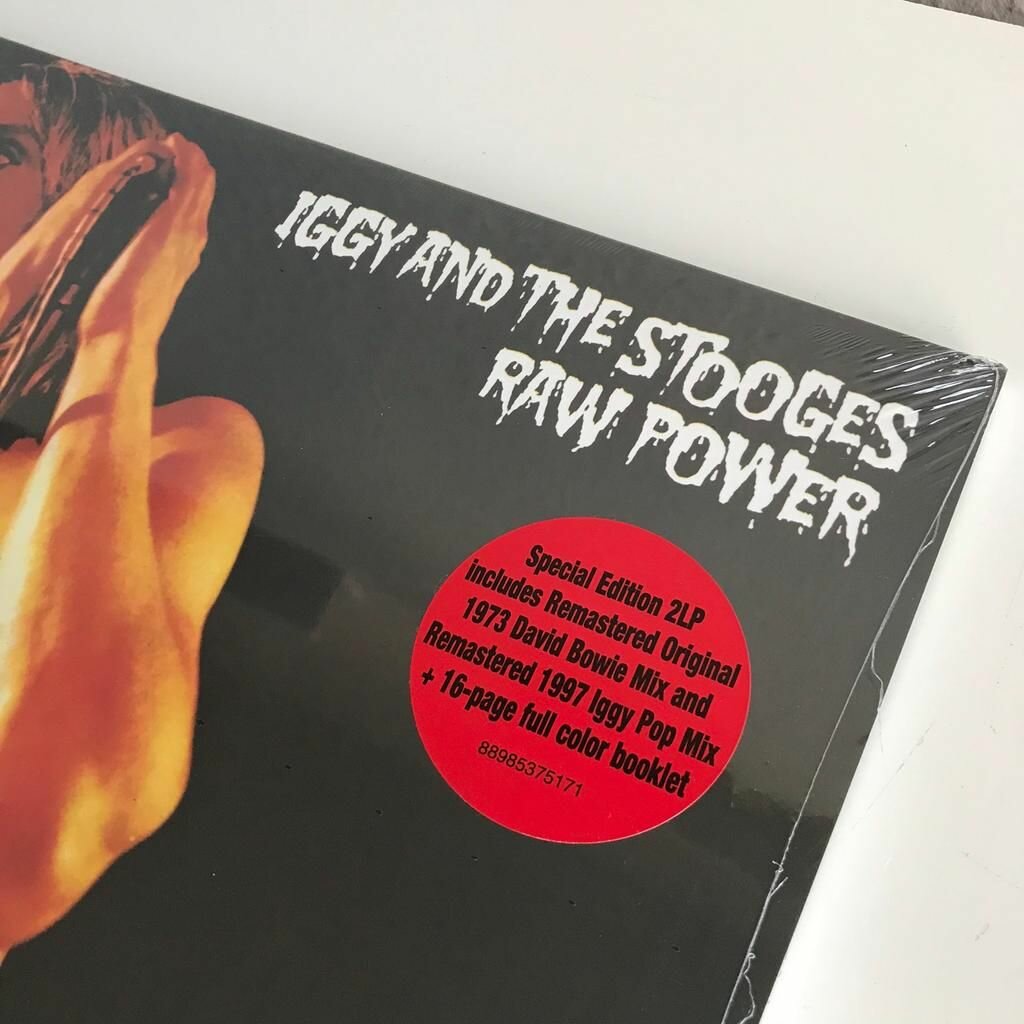 IGGY AND THE STOOGES
RAW POWER
Special Edition 2LP
includes Remastered Original
1973 David Bowie Mix and
Remastered 1997 Iggy Pop Mix
+ 16-page full color booklet
88985375171